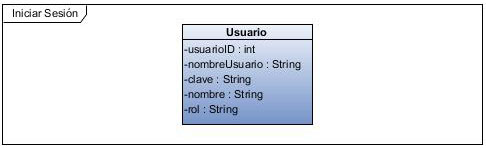 Iniciar Sesión
Usuario
-usuarioID : int
-nombreUsuario : String
-clave : String
-nombre : String
-rol : String